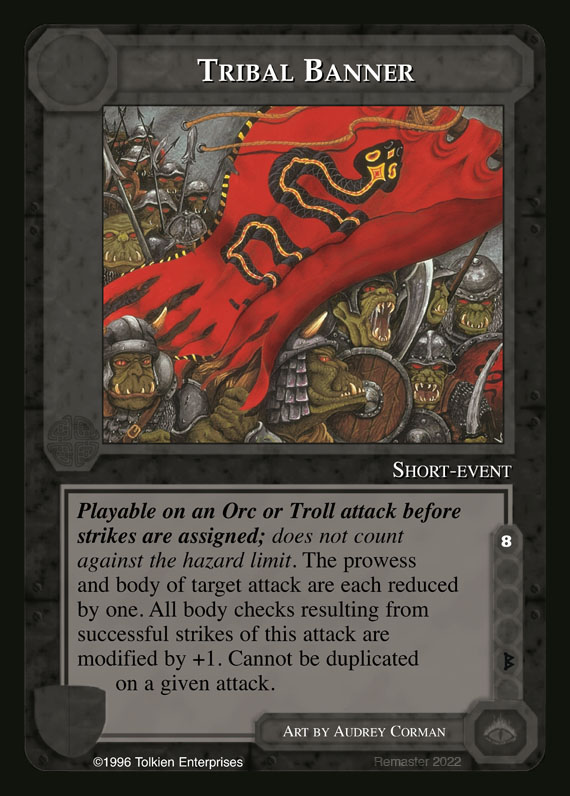 TRIBAL BANNER
SHORT-EVENT
Playable on an Orc or Troll attack before
strikes are assigned; does not count
against the hazard limit. The prowess
and body of target attack are each reduced
by one. All body checks resulting from
successful strikes of this attack are
modified by +1. Cannot be duplicated
on a given attack.
8
ART BY AUDREY CORMAN
©1996 Tolkien Enterprises
Remaster 2022